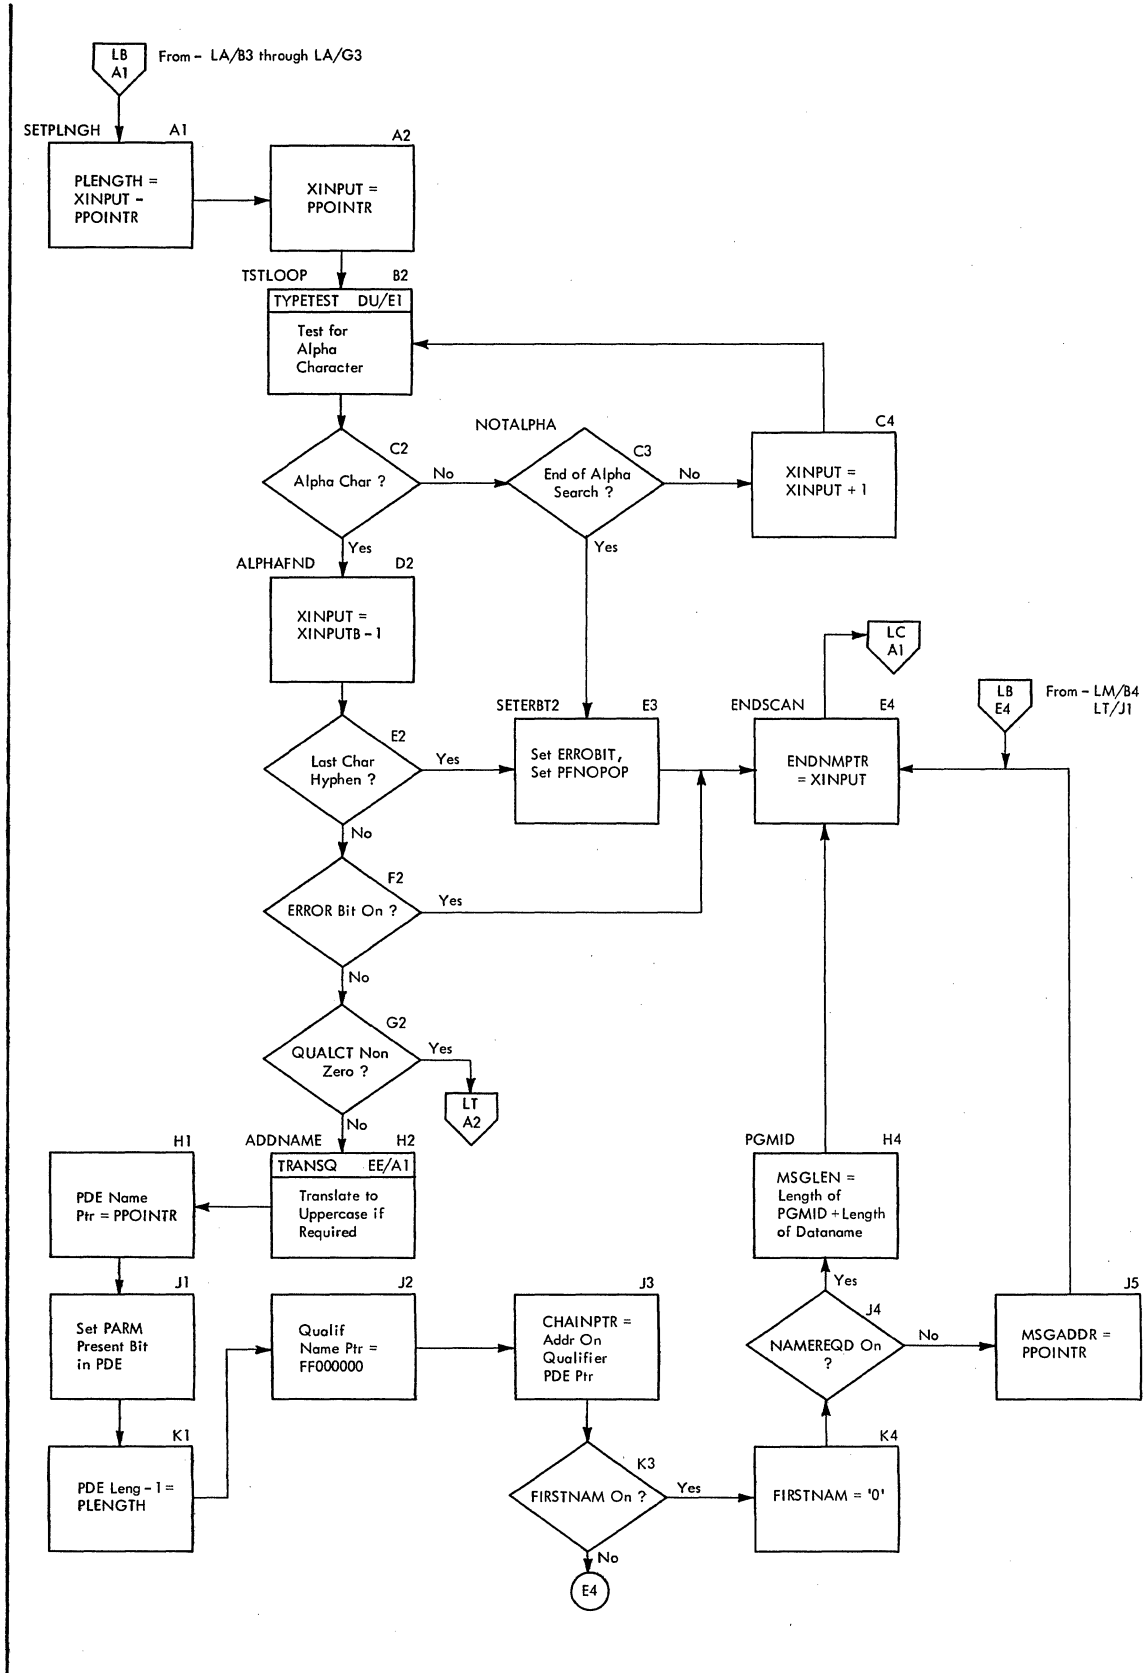 LB
A1
From - LA/B3 through LA/G3
SETPLNGH
A1
PLENGTH =
XINPUT -
PPOINTR
A2
XINPUT =
PPOINTR
TSTLOOP
B2
TYPETEST DU/E1
Test for
Alpha
Character
C2
Alpha Char ?
No
Yes
NOTALPHA
C3
End of Alpha
Search ?
No
Yes
C4
XINPUT =
XINPUT + 1
ALPHAFND
D2
XINPUT =
XINPUTB - 1
LC
A1
LB
E4
From - LM/B4
LT/J1
E2
Last Char
Hyphen ?
Yes
No
SETERBT2
E3
Set ERROBIT,
Set PFNOPOP
ENDSCAN
E4
ENDNMPTR
= XINPUT
F2
ERROR Bit On ?
Yes
No
G2
QUALCT Non
Zero ?
Yes
No
LT
A2
H1
PDE Name
Ptr = PPOINTR
ADDNAME
H2
TRANSQ EE/A1
Translate to
Uppercase if
Required
PGMID
H4
MSGLEN =
Length of
PGMID + Length
of Dataname
J1
Set PARM
Present Bit
in PDE
J2
Qualif
Name Ptr =
FF000000
J3
CHAINPTR =
Addr On
Qualifier
PDE Ptr
Yes
J4
NAMEREQD On
?
No
J5
MSGADDR =
PPOINTR
K1
PDE Leng - 1 =
PLENGTH
K3
FIRSTNAM On ?
Yes
No
K4
FIRSTNAM = '0'
E4